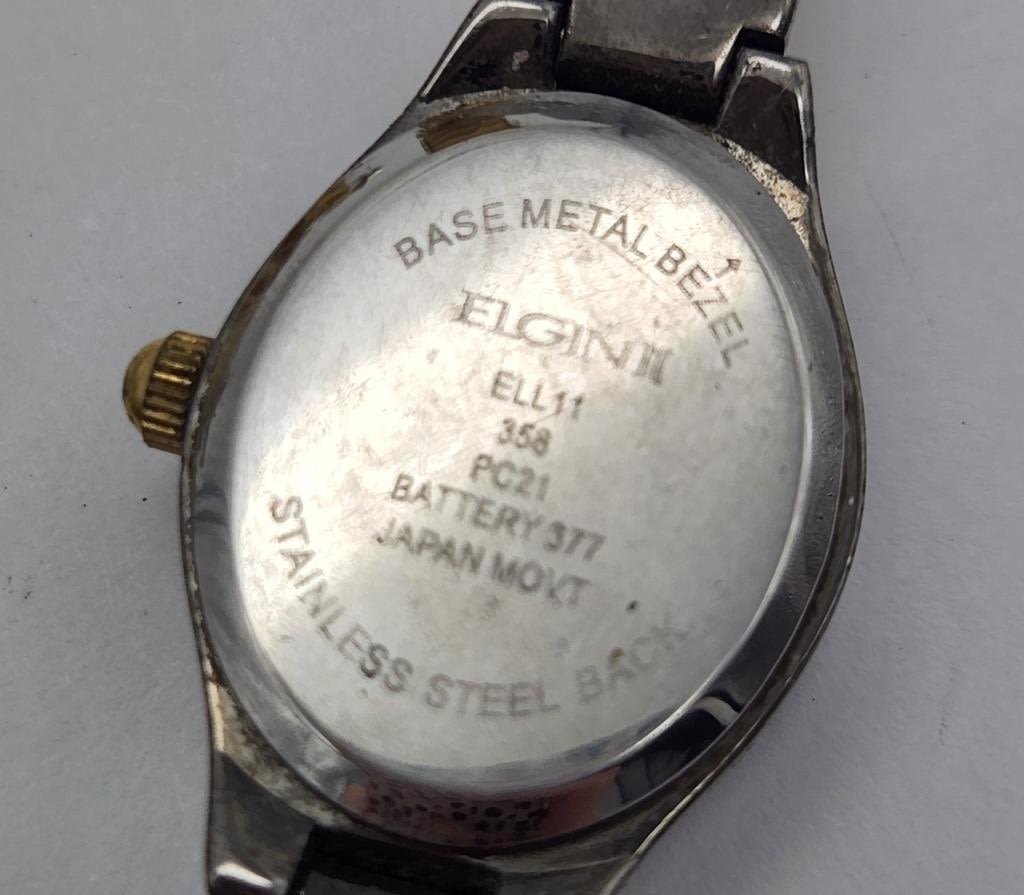 BASE METAL BEZEL
ELGIN II
ELL11
358
PC21
BATTERY 377
JAPAN MOVT
STAINLESS STEEL BACK